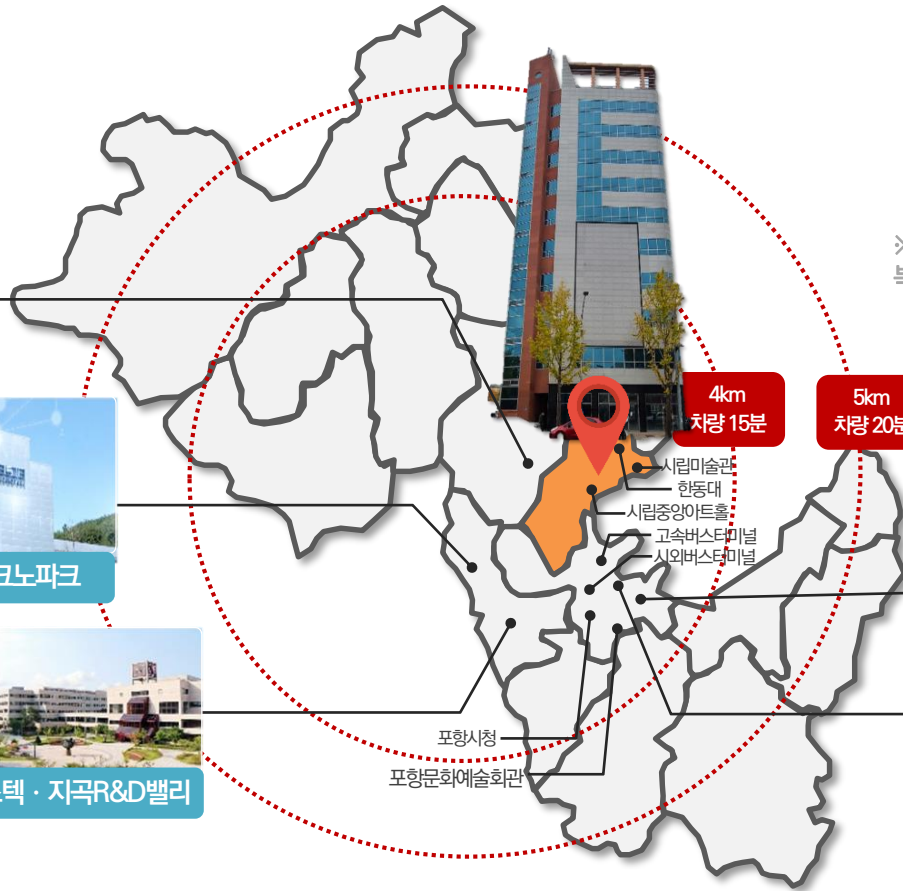 ※
4km
차량 15분
5km
차량 20분
시립미술관
한동대
시립중앙아트홀
고속버스터미널
시외버스터미널
크노파크
텍 · 지곡R&D밸리
포항시청
포항문화예술회관